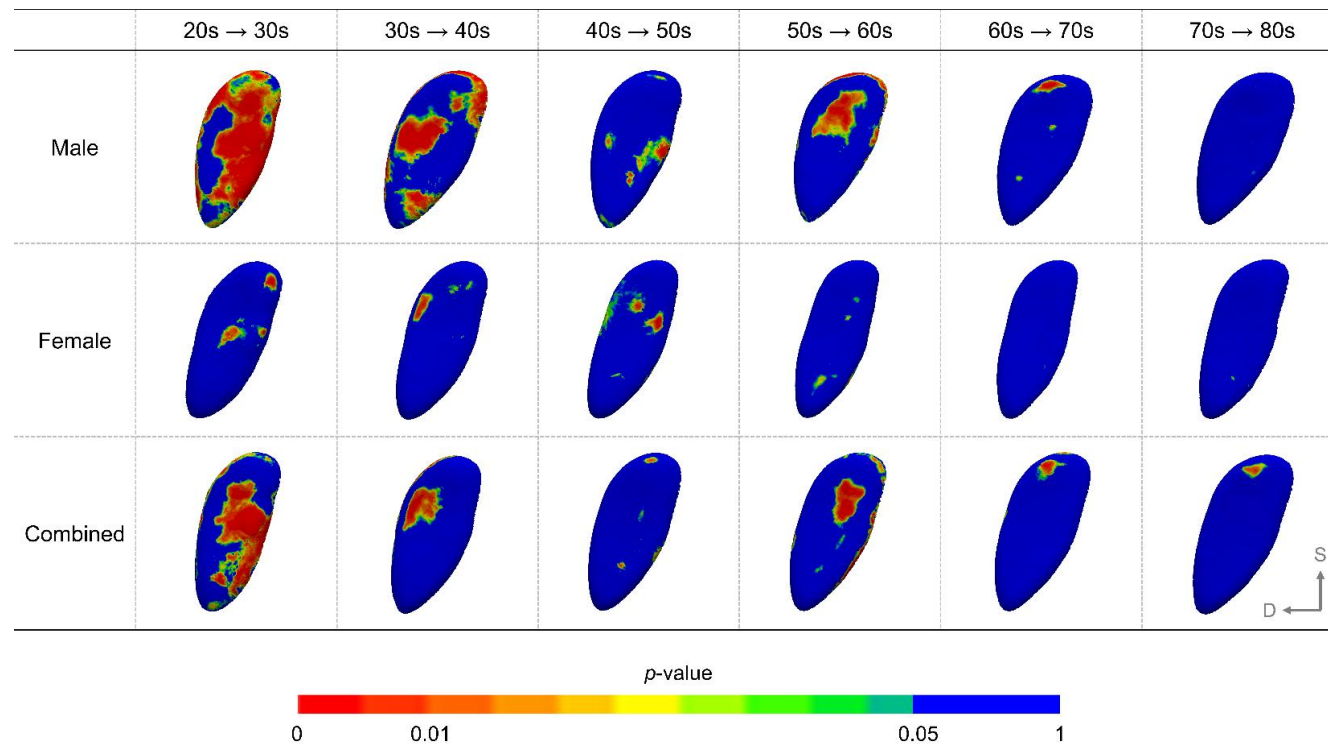 20s → 30s 30s → 40s 40s → 50s 50s → 60s 60s → 70s 70s → 80s
Male
Female
Combined
S
D
p-value
0 0.01 0.05 1